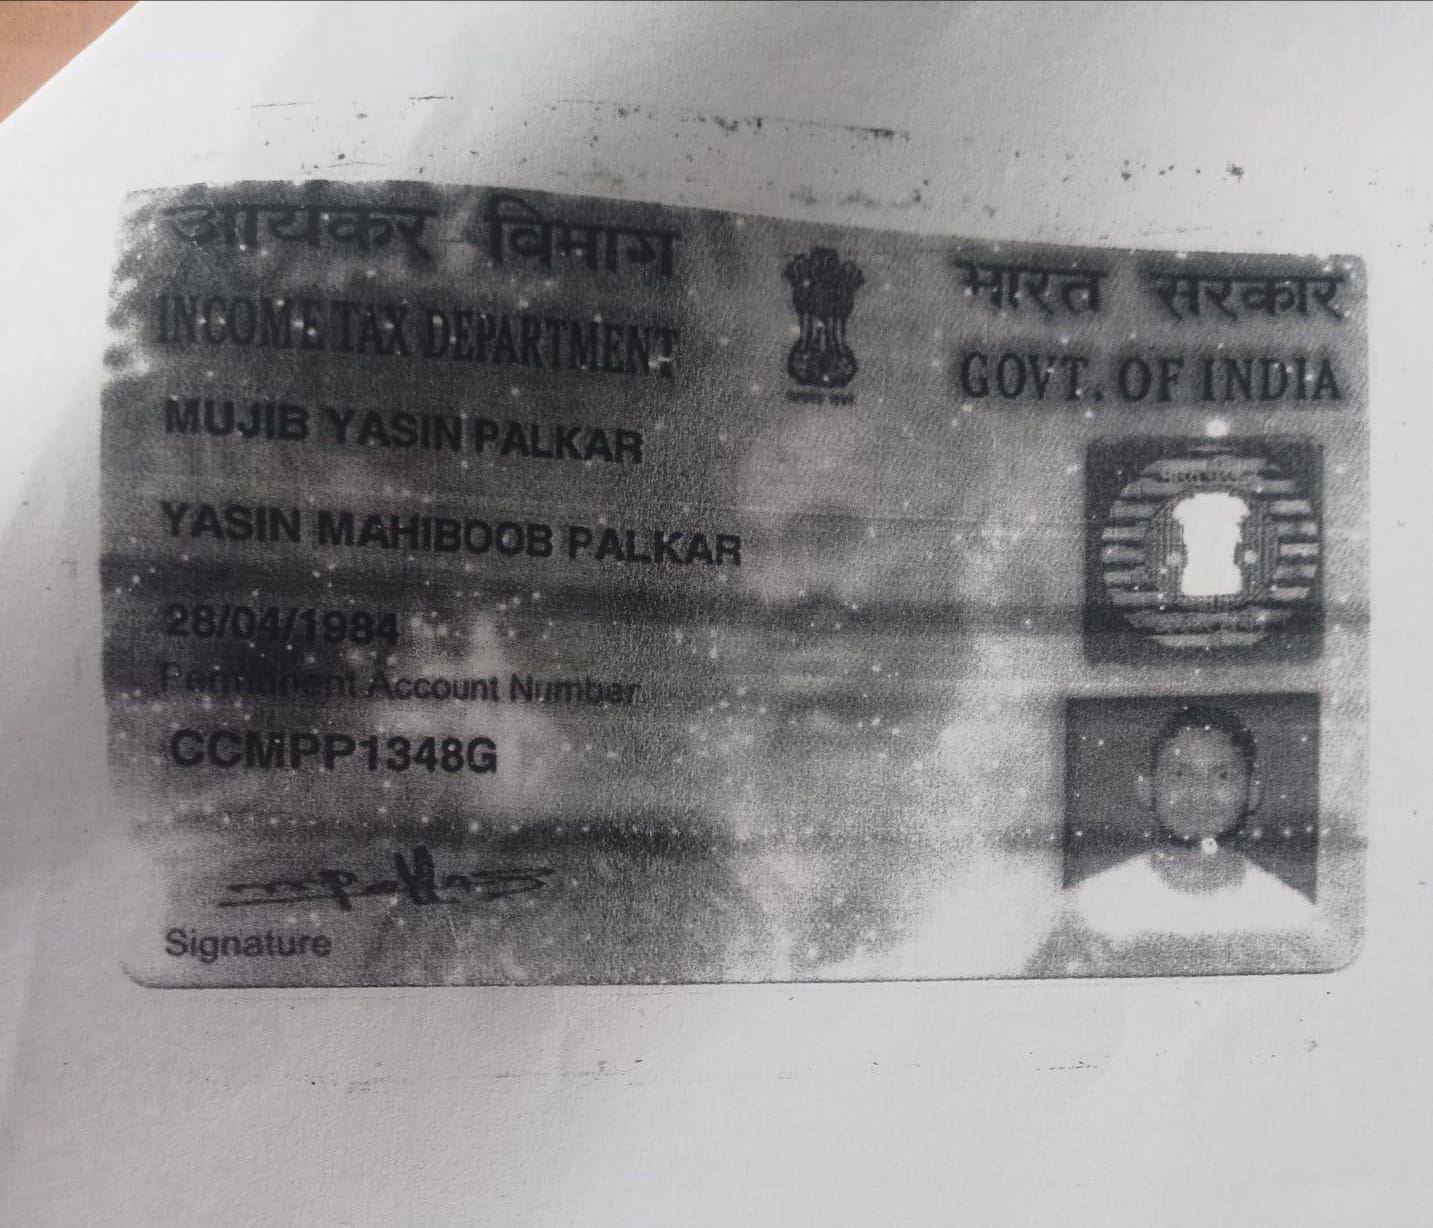 आयकर विभाग
भारत सरकार
INCOME TAX DEPARTMENT
GOVT. OF INDIA
MUJIB YASIN PALKAR
YASIN MAHIBOOB PALKAR
28/04/1984
Permanent Account Number
CCMPP1348G
Signature